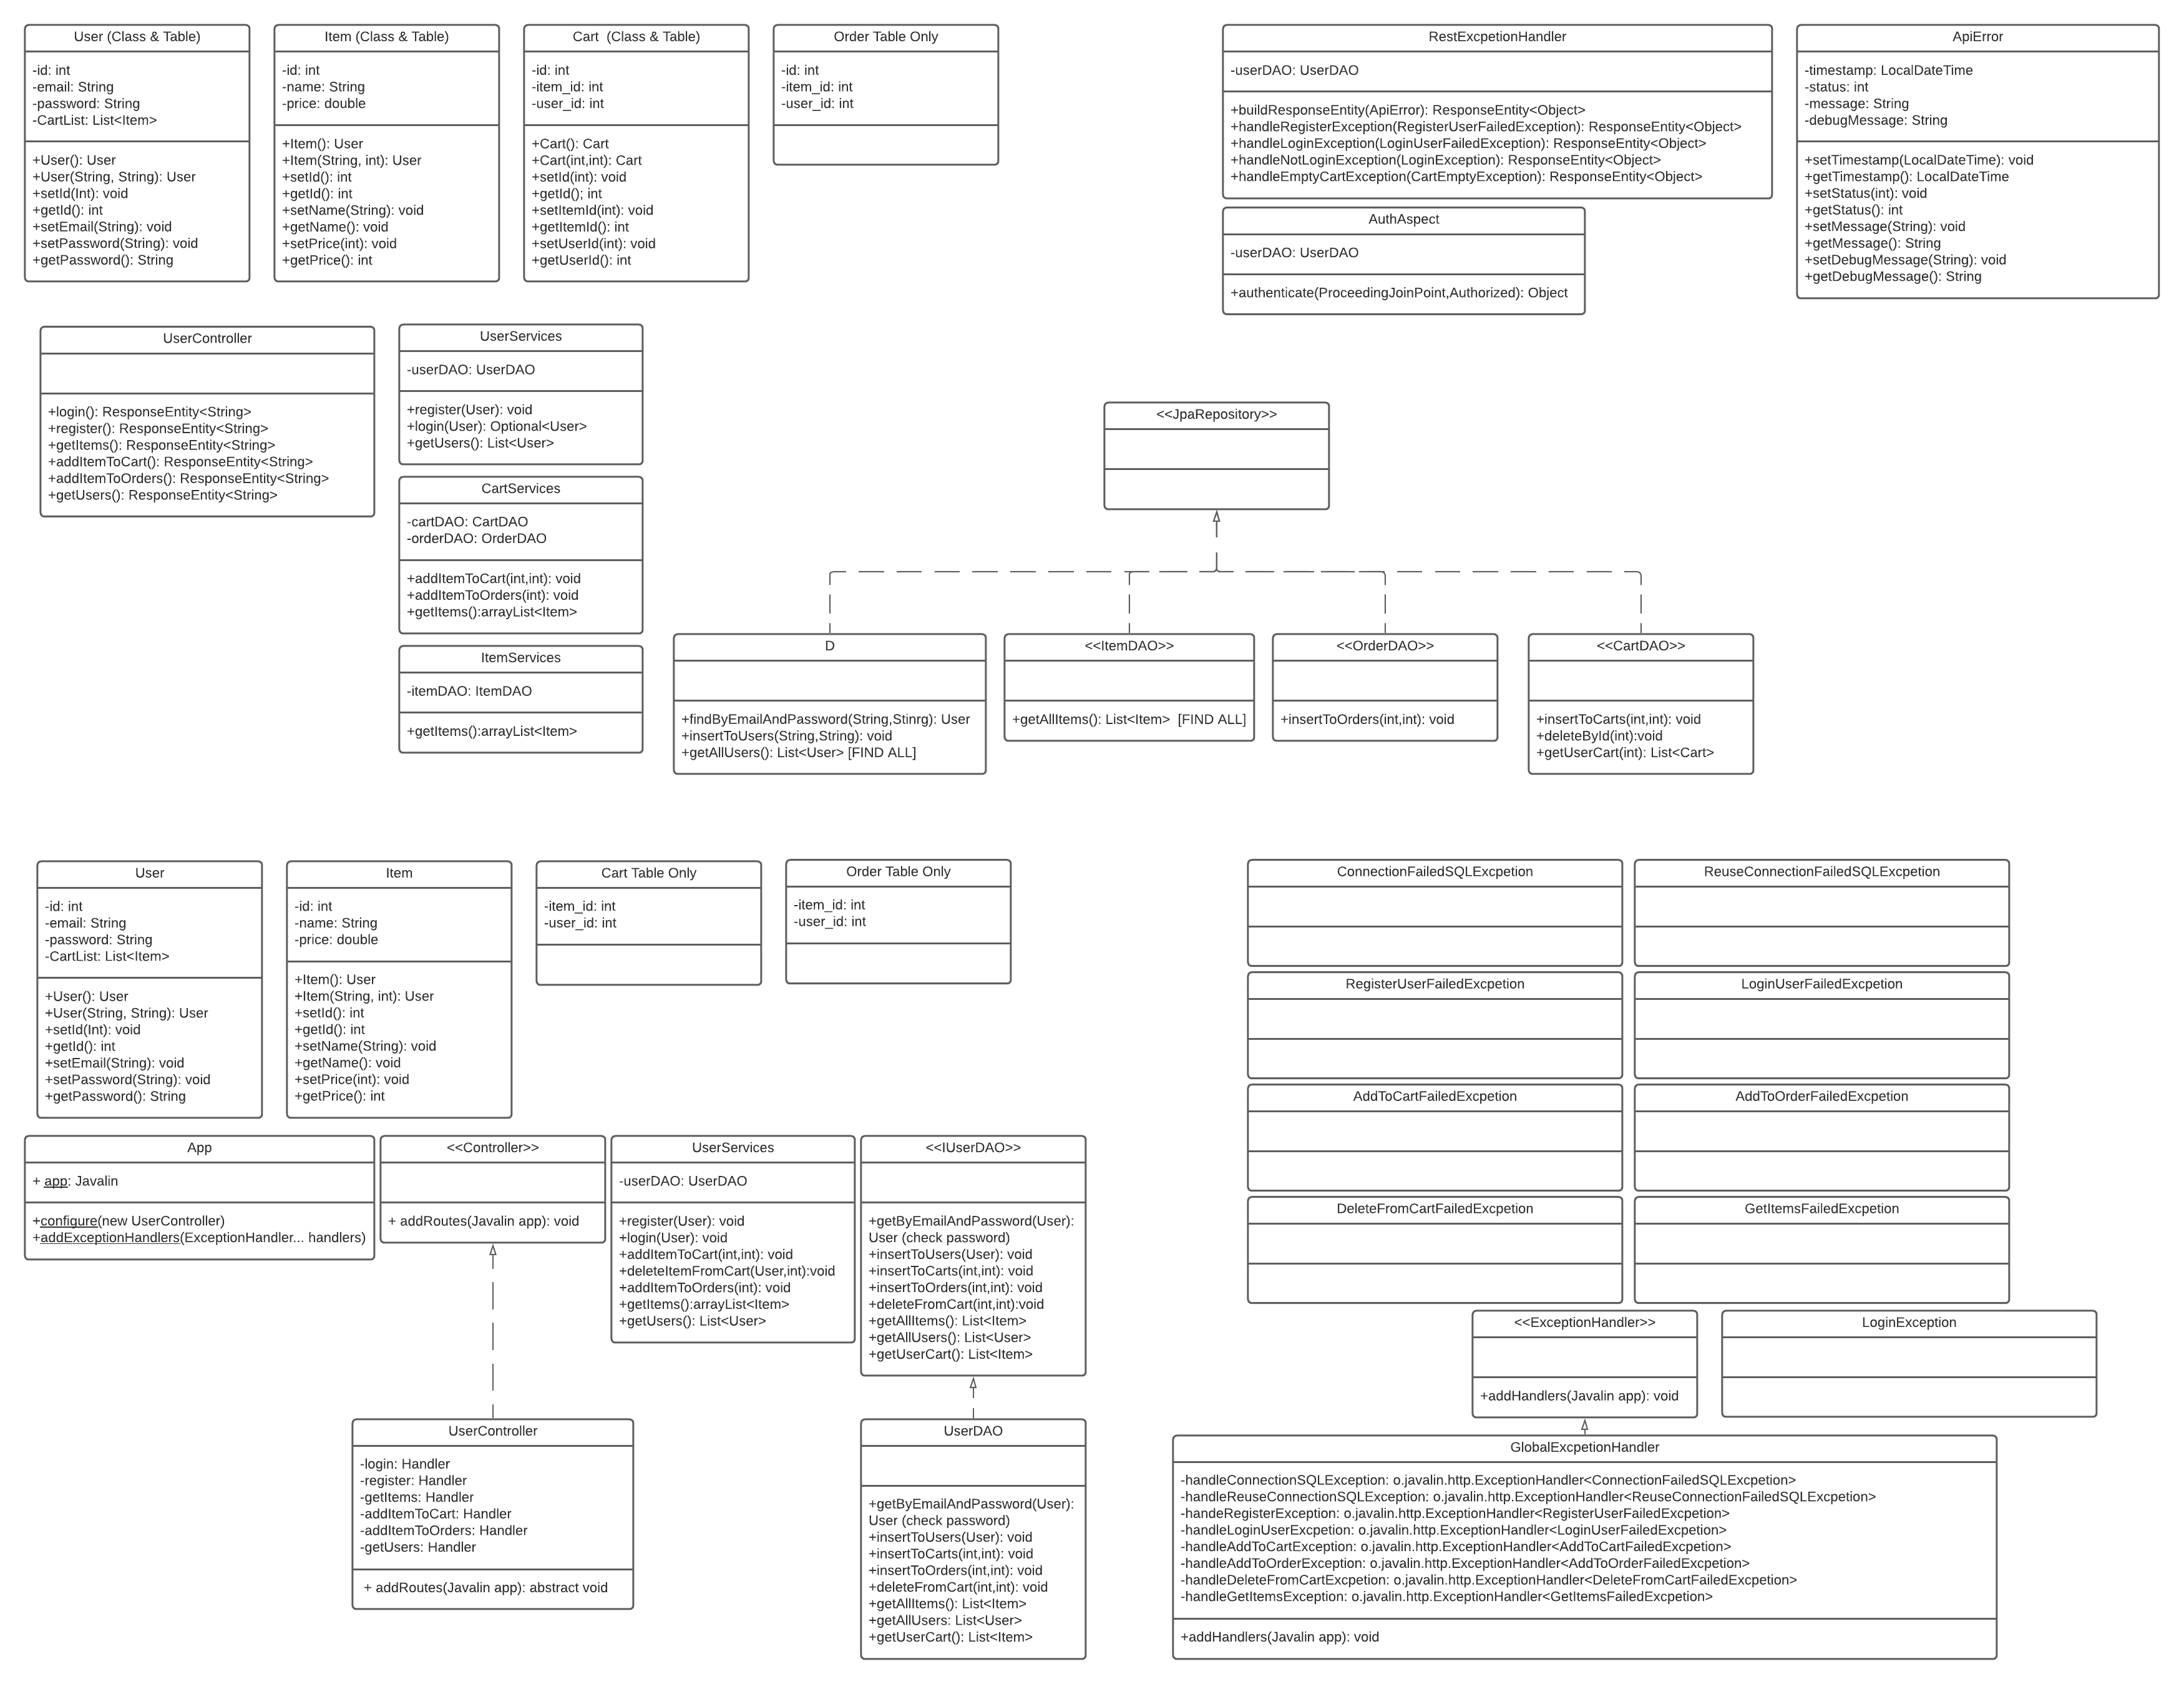 User (Class & Table)
-id: int
-email: String
-password: String
-CartList: List<Item>
+User(): User
+User(String, String): User
+setId(Int): void
+getId(): int
+setEmail(String): void
+setPassword(String): void
+getPassword(): String
Item (Class & Table)
-id: int
-name: String
-price: double
+Item(): User
+Item(String, int): User
+setId(): int
+getId(): int
+setName(String): void
+getName(): void
+setPrice(int): void
+getPrice(): int
Cart (Class & Table)
-id: int
-item_id: int
-user_id: int
+Cart(): Cart
+Cart(int,int): Cart
+setId(int): void
+getId(); int
+setItemId(int): void
+getItemId(): int
+setUserId(int): void
+getUserId(): int
Order Table Only
-id: int
-item_id: int
-user_id: int
RestExcpetionHandler
-userDAO: UserDAO
+buildResponseEntity(ApiError): ResponseEntity<Object>
+handleRegisterException(RegisterUserFailedException): ResponseEntity<Object>
+handleLoginException(LoginUserFailedException): ResponseEntity<Object>
+handleNotLoginException(LoginException): ResponseEntity<Object>
+handleEmptyCartException(CartEmptyException): ResponseEntity<Object>
AuthAspect
-userDAO: UserDAO
+authenticate(ProceedingJoinPoint,Authorized): Object
ApiError
-timestamp: LocalDateTime
-status: int
-message: String
-debugMessage: String
+setTimestamp(LocalDateTime): void
+getTimestamp(): LocalDateTime
+setStatus(int): void
+getStatus(): int
+setMessage(String): void
+getMessage(): String
+setDebugMessage(String): void
+getDebugMessage(): String
UserController
+login(): ResponseEntity<String>
+register(): ResponseEntity<String>
+getItems(): ResponseEntity<String>
+addItemToCart(): ResponseEntity<String>
+addItemToOrders(): ResponseEntity<String>
+getUsers(): ResponseEntity<String>
UserServices
-userDAO: UserDAO
+register(User): void
+login(User): Optional<User>
+getUsers(): List<User>
CartServices
-cartDAO: CartDAO
-orderDAO: OrderDAO
+addItemToCart(int,int): void
+addItemToOrders(int): void
+getItems():arrayList<Item>
ItemServices
-itemDAO: ItemDAO
+getItems():arrayList<Item>
<<JpaRepository>>
D
+findByEmailAndPassword(String,Stinrg): User
+insertToUsers(String,String): void
+getAllUsers(): List<User> [FIND ALL]
<<ItemDAO>>
+getAllItems(): List<Item> [FIND ALL]
<<OrderDAO>>
+insertToOrders(int,int): void
<<CartDAO>>
+insertToCarts(int,int): void
+deleteById(int):void
+getUserCart(int): List<Cart>
User
-id: int
-email: String
-password: String
-CartList: List<Item>
+User(): User
+User(String, String): User
+setId(Int): void
+getId(): int
+setEmail(String): void
+setPassword(String): void
+getPassword(): String
Item
-id: int
-name: String
-price: double
+Item(): User
+Item(String, int): User
+setId(): int
+getId(): int
+setName(String): void
+getName(): void
+setPrice(int): void
+getPrice(): int
Cart Table Only
-item_id: int
-user_id: int
Order Table Only
-item_id: int
-user_id: int
App
+ app: Javalin
+configure(new UserController)
+addExceptionHandlers(ExceptionHandler... handlers)
<<Controller>>
+ addRoutes(Javalin app): void
UserServices
-userDAO: UserDAO
+register(User): void
+login(User): void
+addItemToCart(int,int): void
+deleteItemFromCart(User,int):void
+addItemToOrders(int): void
+getItems():arrayList<Item>
+getUsers(): List<User>
<<IUserDAO>>
+getByEmailAndPassword(User):
User (check password)
+insertToUsers(User): void
+insertToCarts(int,int): void
+insertToOrders(int,int): void
+deleteFromCart(int,int):void
+getAllItems(): List<Item>
+getAllUsers(): List<User>
+getUserCart(): List<Item>
UserController
-login: Handler
-register: Handler
-getItems: Handler
-addItemToCart: Handler
-addItemToOrders: Handler
-getUsers: Handler
+ addRoutes(Javalin app): abstract void
UserDAO
+getByEmailAndPassword(User):
User (check password)
+insertToUsers(User): void
+insertToCarts(int,int): void
+insertToOrders(int,int): void
+deleteFromCart(int,int): void
+getAllItems(): List<Item>
+getAllUsers: List<User>
+getUserCart(): List<Item>
ConnectionFailedSQLExcpetion
ReuseConnectionFailedSQLExcpetion
RegisterUserFailedExcpetion
LoginUserFailedExcpetion
AddToCartFailedExcpetion
AddToOrderFailedExcpetion
DeleteFromCartFailedExcpetion
GetItemsFailedExcpetion
<<ExceptionHandler>>
+addHandlers(Javalin app): void
LoginException
GlobalExcpetionHandler
-handleConnectionSQLException: o.javalin.http.ExceptionHandler<ConnectionFailedSQLExcpetion>
-handleReuseConnectionSQLException: o.javalin.http.ExceptionHandler<ReuseConnectionFailedSQLExcpetion>
-handeRegisterException: o.javalin.http.ExceptionHandler<RegisterUserFailedExcpetion>
-handleLoginUserExcpetion: o.javalin.http.ExceptionHandler<LoginUserFailedExcpetion>
-handleAddToCartException: o.javalin.http.ExceptionHandler<AddToCartFailedExcpetion>
-handleAddToOrderException: o.javalin.http.ExceptionHandler<AddToOrderFailedExcpetion>
-handleDeleteFromCartExcpetion: o.javalin.http.ExceptionHandler<DeleteFromCartFailedExcpetion>
-handleGetItemsException: o.javalin.http.ExceptionHandler<GetItemsFailedExcpetion>
+addHandlers(Javalin app): void